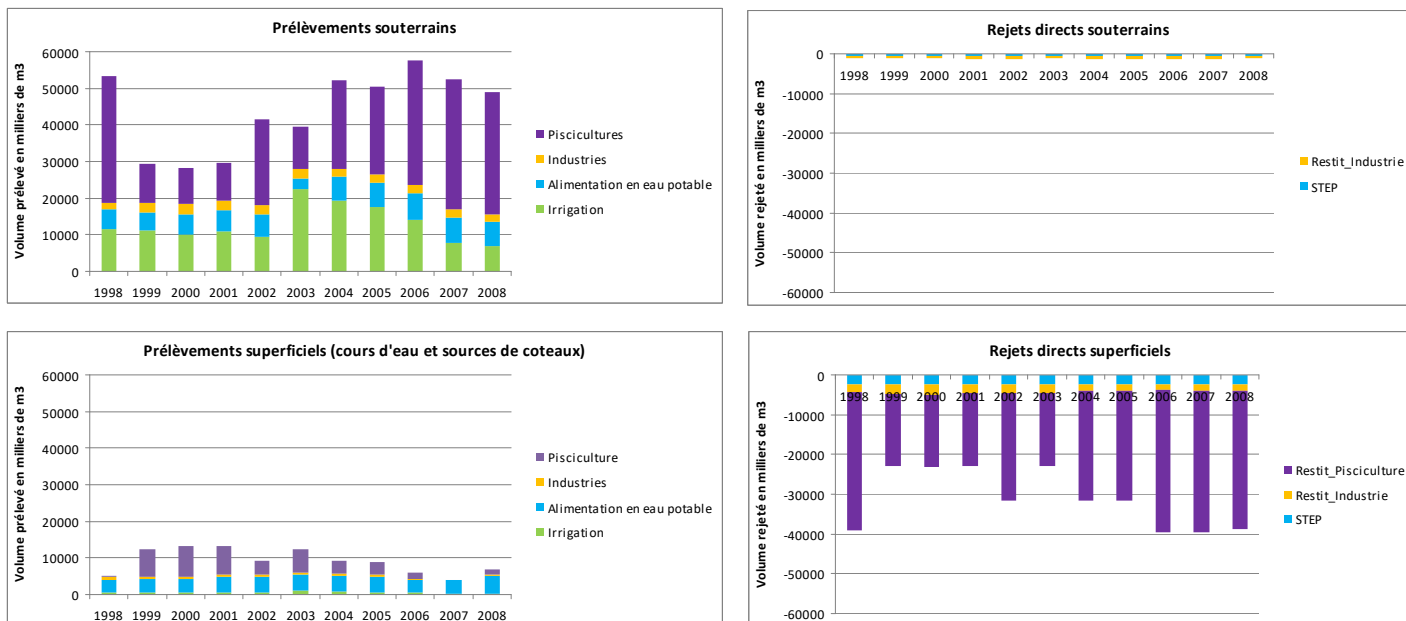 Prélèvements souterrains
Volume prélevé en milliers de m3
60000
50000
40000
30000
20000
10000
0
1998 1999 2000 2001 2002 2003 2004 2005 2006 2007 2008
Piscicultures
Industries
Alimentation en eau potable
Irrigation
Rejets directs souterrains
Volume rejeté en milliers de m3
0
-10000
-20000
-30000
-40000
-50000
-60000
1998 1999 2000 2001 2002 2003 2004 2005 2006 2007 2008
Restit_Industrie
STEP
Prélèvements superficiels (cours d'eau et sources de coteaux)
Volume prélevé en milliers de m3
60000
50000
40000
30000
20000
10000
0
1998 1999 2000 2001 2002 2003 2004 2005 2006 2007 2008
Pisciculture
Industries
Alimentation en eau potable
Irrigation
Rejets directs superficiels
Volume rejeté en milliers de m3
0
-10000
-20000
-30000
-40000
-50000
-60000
1998 1999 2000 2001 2002 2003 2004 2005 2006 2007 2008
Restit_Pisciculture
Restit_Industrie
STEP